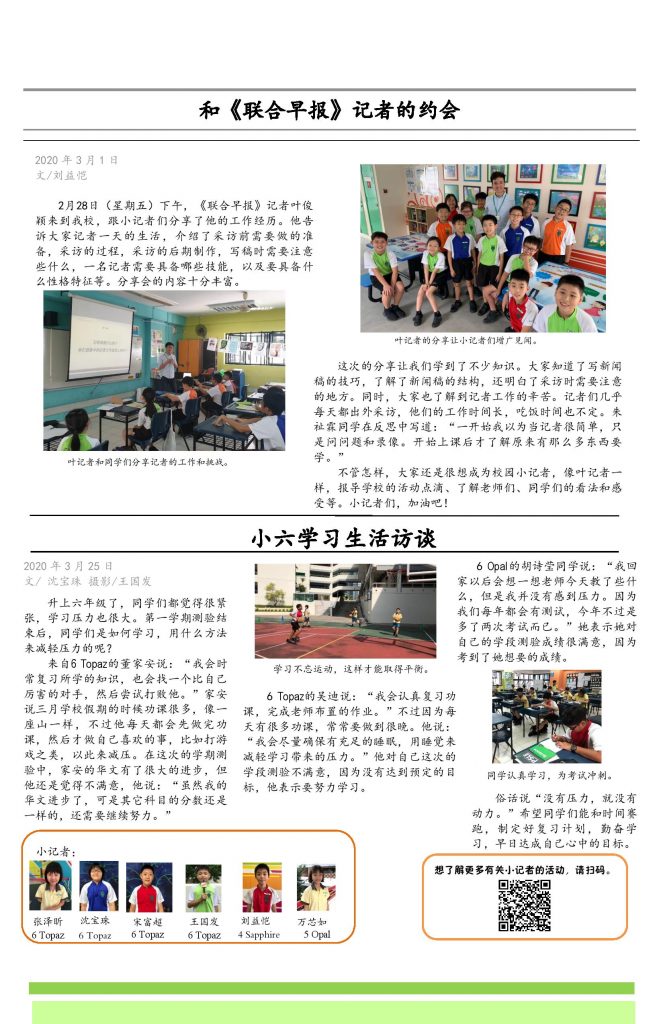 和《联合早报》记者的约会
2020 年 3 月 1 日
文/刘益恺
2月28日（星期五）下午，《联合早报》记者叶俊
颖来到我校，跟小记者们分享了他的工作经历。他告
诉大家记者一天的生活，介绍了采访前需要做的准
备，采访的过程，采访的后期制作，写稿时需要注意
些什么，一名记者需要具备哪些技能，以及要具备什
么性格特征等。分享会的内容十分丰富。
叶记者和同学们分享记者的工作和挑战。
叶记者的分享让小记者们增广见闻。
这次的分享让我们学到了不少知识。大家知道了写新闻
稿的技巧，了解了新闻稿的结构，还明白了采访时需要注意
的地方。同时，大家也了解到记者工作的辛苦。记者们几乎
每天都出外采访，他们的工作时间长，吃饭时间也不定。朱
祉霖同学在反思中写道：“一开始我以为当记者很简单，只
是问问题和录像。开始上课后才了解原来有那么多东西要
学。”
不管怎样，大家还是很想成为校园小记者，像叶记者一
样，报导学校的活动点滴、了解老师们、同学们的看法和感
受等。小记者们，加油吧！
小六学习生活访谈
2020 年 3 月 25 日
文/ 沈宝珠 摄影/王国发
升上六年级了，同学们都觉得很紧
张，学习压力也很大。第一学期测验结
束后，同学们是如何学习，用什么方法
来减轻压力的呢？
来自6 Topaz的董家安说：“我会时
常复习所学的知识，也会找一个比自己
厉害的对手，然后尝试打败他。”家安
说三月学校假期的时候功课很多，像一
座山一样，不过他每天都会先做完功
课，然后才做自己喜欢的事，比如打游
戏之类，以此来减压。在这次的学期测
验中，家安的华文有了很大的进步，但
他还是觉得不满意，他说：“虽然我的
华文进步了，可是其它科目的分数还是
一样的，还需要继续努力。”
学习不忘运动，这样才能取得平衡。
6 Topaz的吴迪说：“我会认真复习功
课，完成老师布置的作业。”不过因为每
天有很多功课，常常要做到很晚。他说：
“我会尽量确保有充足的睡眠，用睡觉来
减轻学习带来的压力。”他对自己这次的
学段测验不满意，因为没有达到预定的目
标，他表示要努力学习。
6 Opal的胡诗莹同学说：“我回
家以后会想一想老师今天教了些什
么，但是我并没有感到压力。因为
我们每年都会有测试，今年不过是
多了两次考试而已。”她表示她对
自己的学段测验成绩很满意，因为
考到了她想要的成绩。
同学认真学习，为考试冲刺。
俗话说“没有压力，就没有
动力。”希望同学们能和时间赛
跑，制定好复习计划，勤奋学
习，早日达成自己心中的目标。
小记者：
张泽昕 沈宝珠 宋富超 王国发 刘益恺 万芯如
6 Topaz 6 Topaz 6 Topaz 6 Topaz 4 Sapphire 5 Opal
想了解更多有关小记者的活动，请扫码。